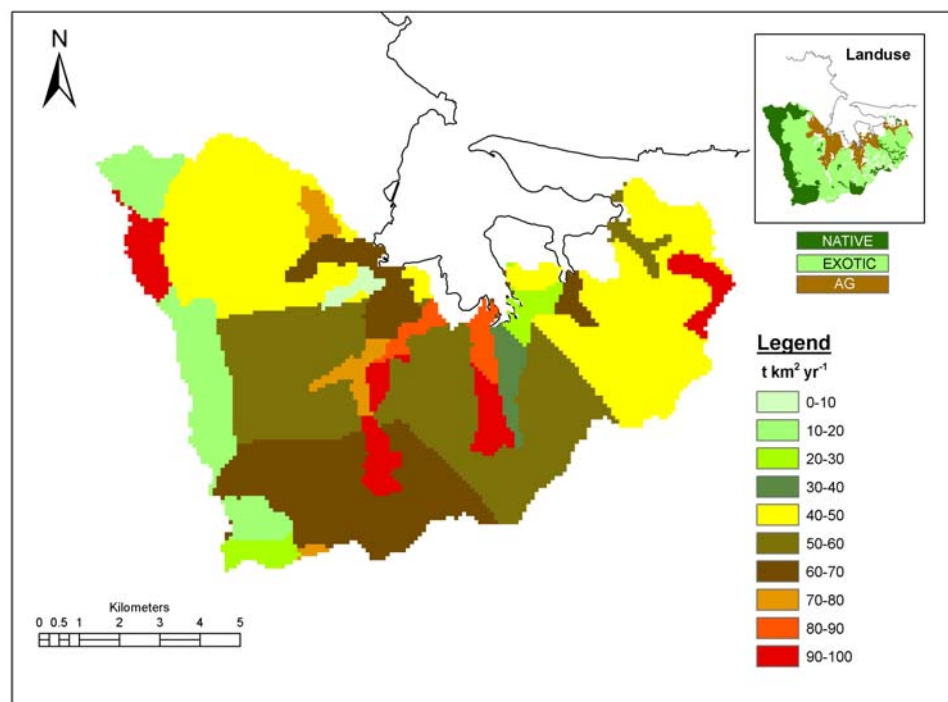 N
Landuse
NATIVE
EXOTIC
AG
Legend
t km² yr⁻¹
0-10
10-20
20-30
30-40
40-50
50-60
60-70
70-80
80-90
90-100
Kilometers
0 0.5 1 2 3 4 5